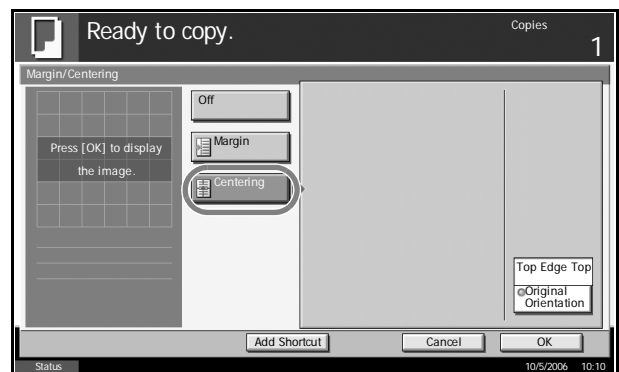 Ready to copy.
Copies
1
Margin/Centering
Press [OK] to display
the image.
Off
Margin
Centering
Top Edge Top
Original
Orientation
Add Shortcut
Cancel
OK
Status
10/5/2006 10:10